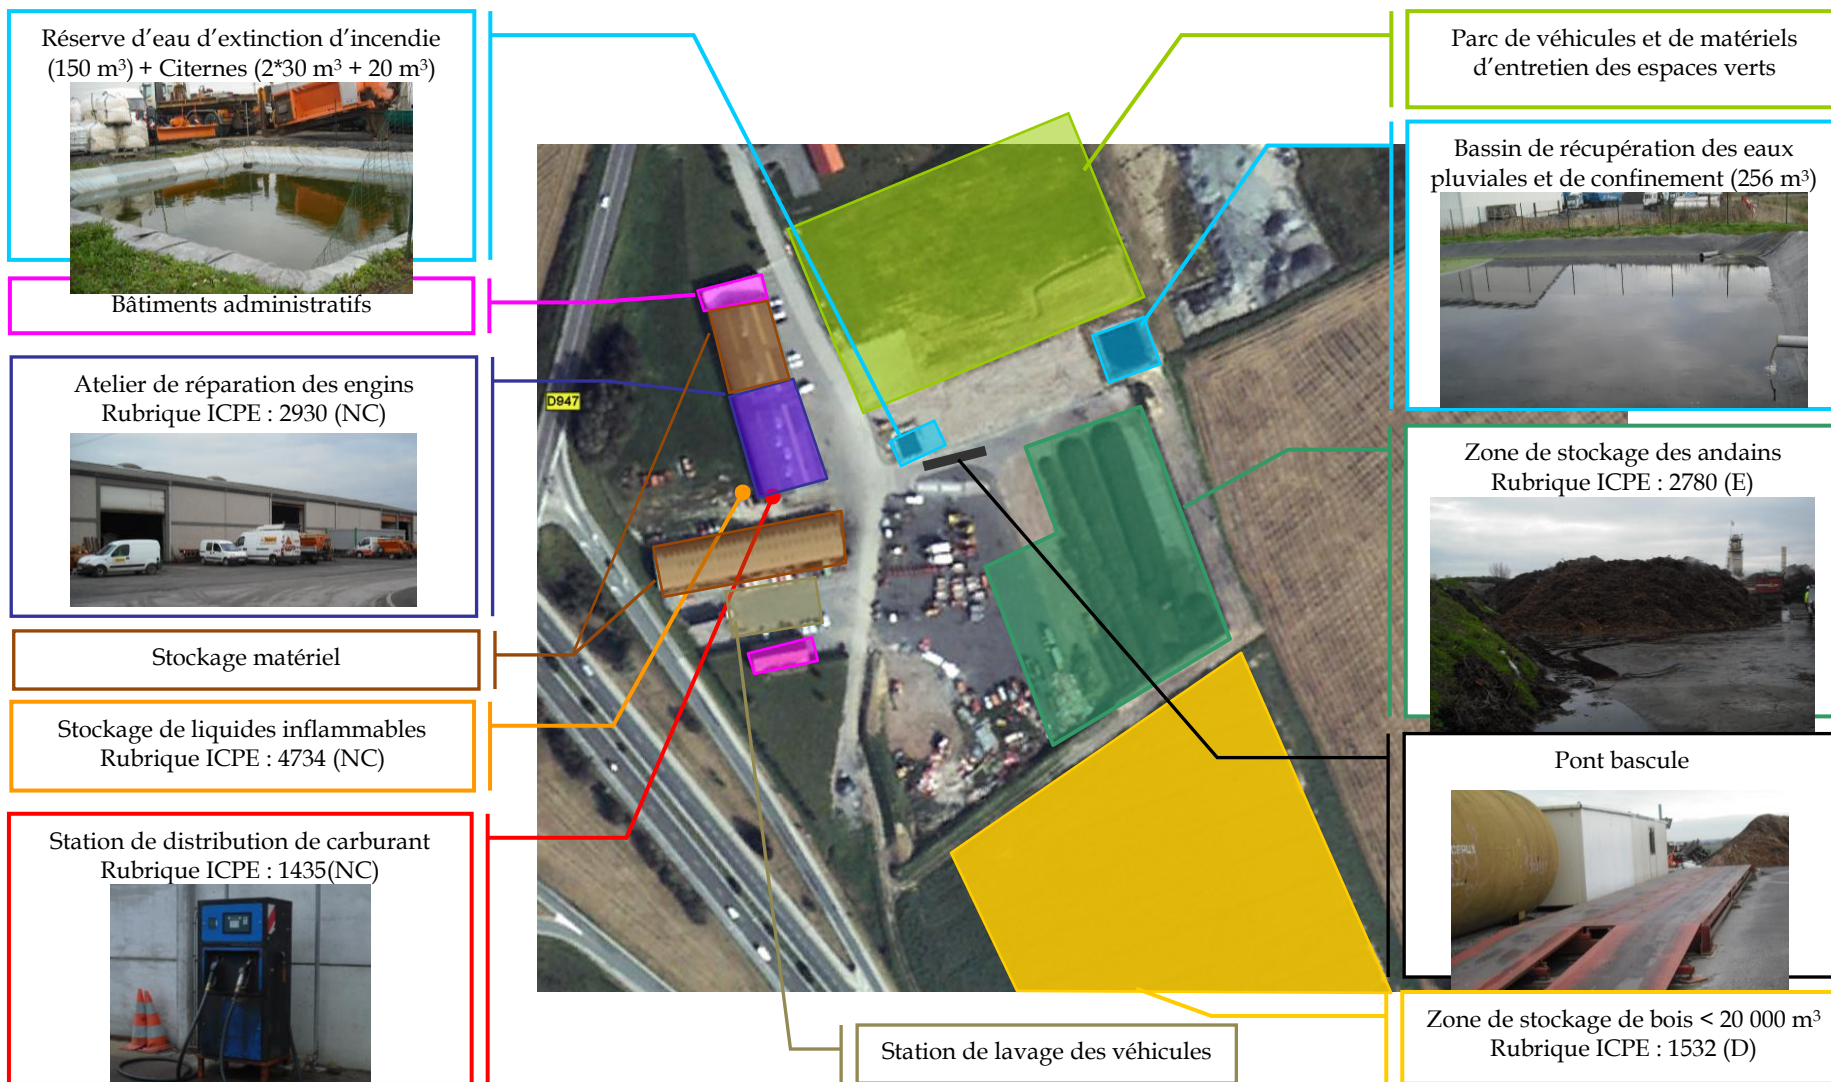 Réserve d'eau d'extinction d'incendie
(150 m³) + Citernes (2*30 m³ + 20 m³)
Bâtiments administratifs
Atelier de réparation des engins
Rubrique ICPE : 2930 (NC)
Stockage matériel
Stockage de liquides inflammables
Rubrique ICPE : 4734 (NC)
Station de distribution de carburant
Rubrique ICPE : 1435(NC)
D947
Station de lavage des véhicules
Parc de véhicules et de matériels
d'entretien des espaces verts
Bassin de récupération des eaux
pluviales et de confinement (256 m³)
Zone de stockage des andains
Rubrique ICPE : 2780 (E)
Pont bascule
Zone de stockage de bois < 20 000 m³
Rubrique ICPE : 1532 (D)